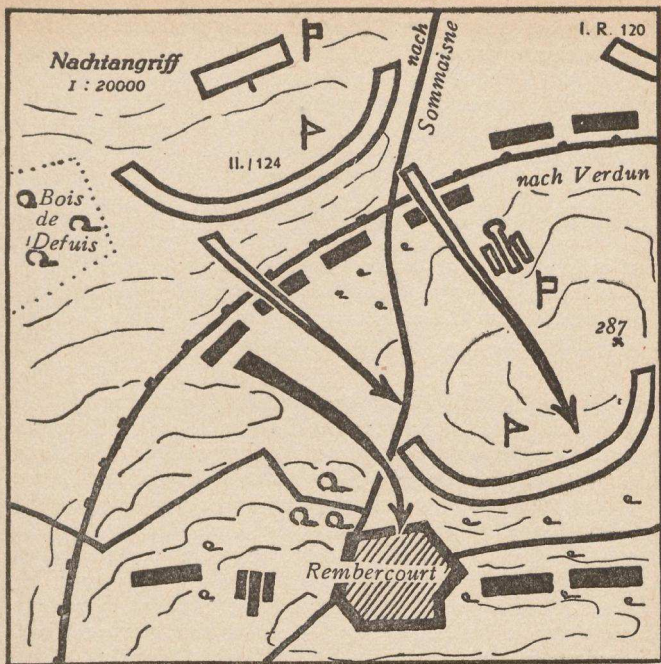 Nachtangriff
1 : 20000
I. R. 120
nach
Sommaisne
II. / 124
nach Verdun
Bois
de
Defuis
287
Rembercourt